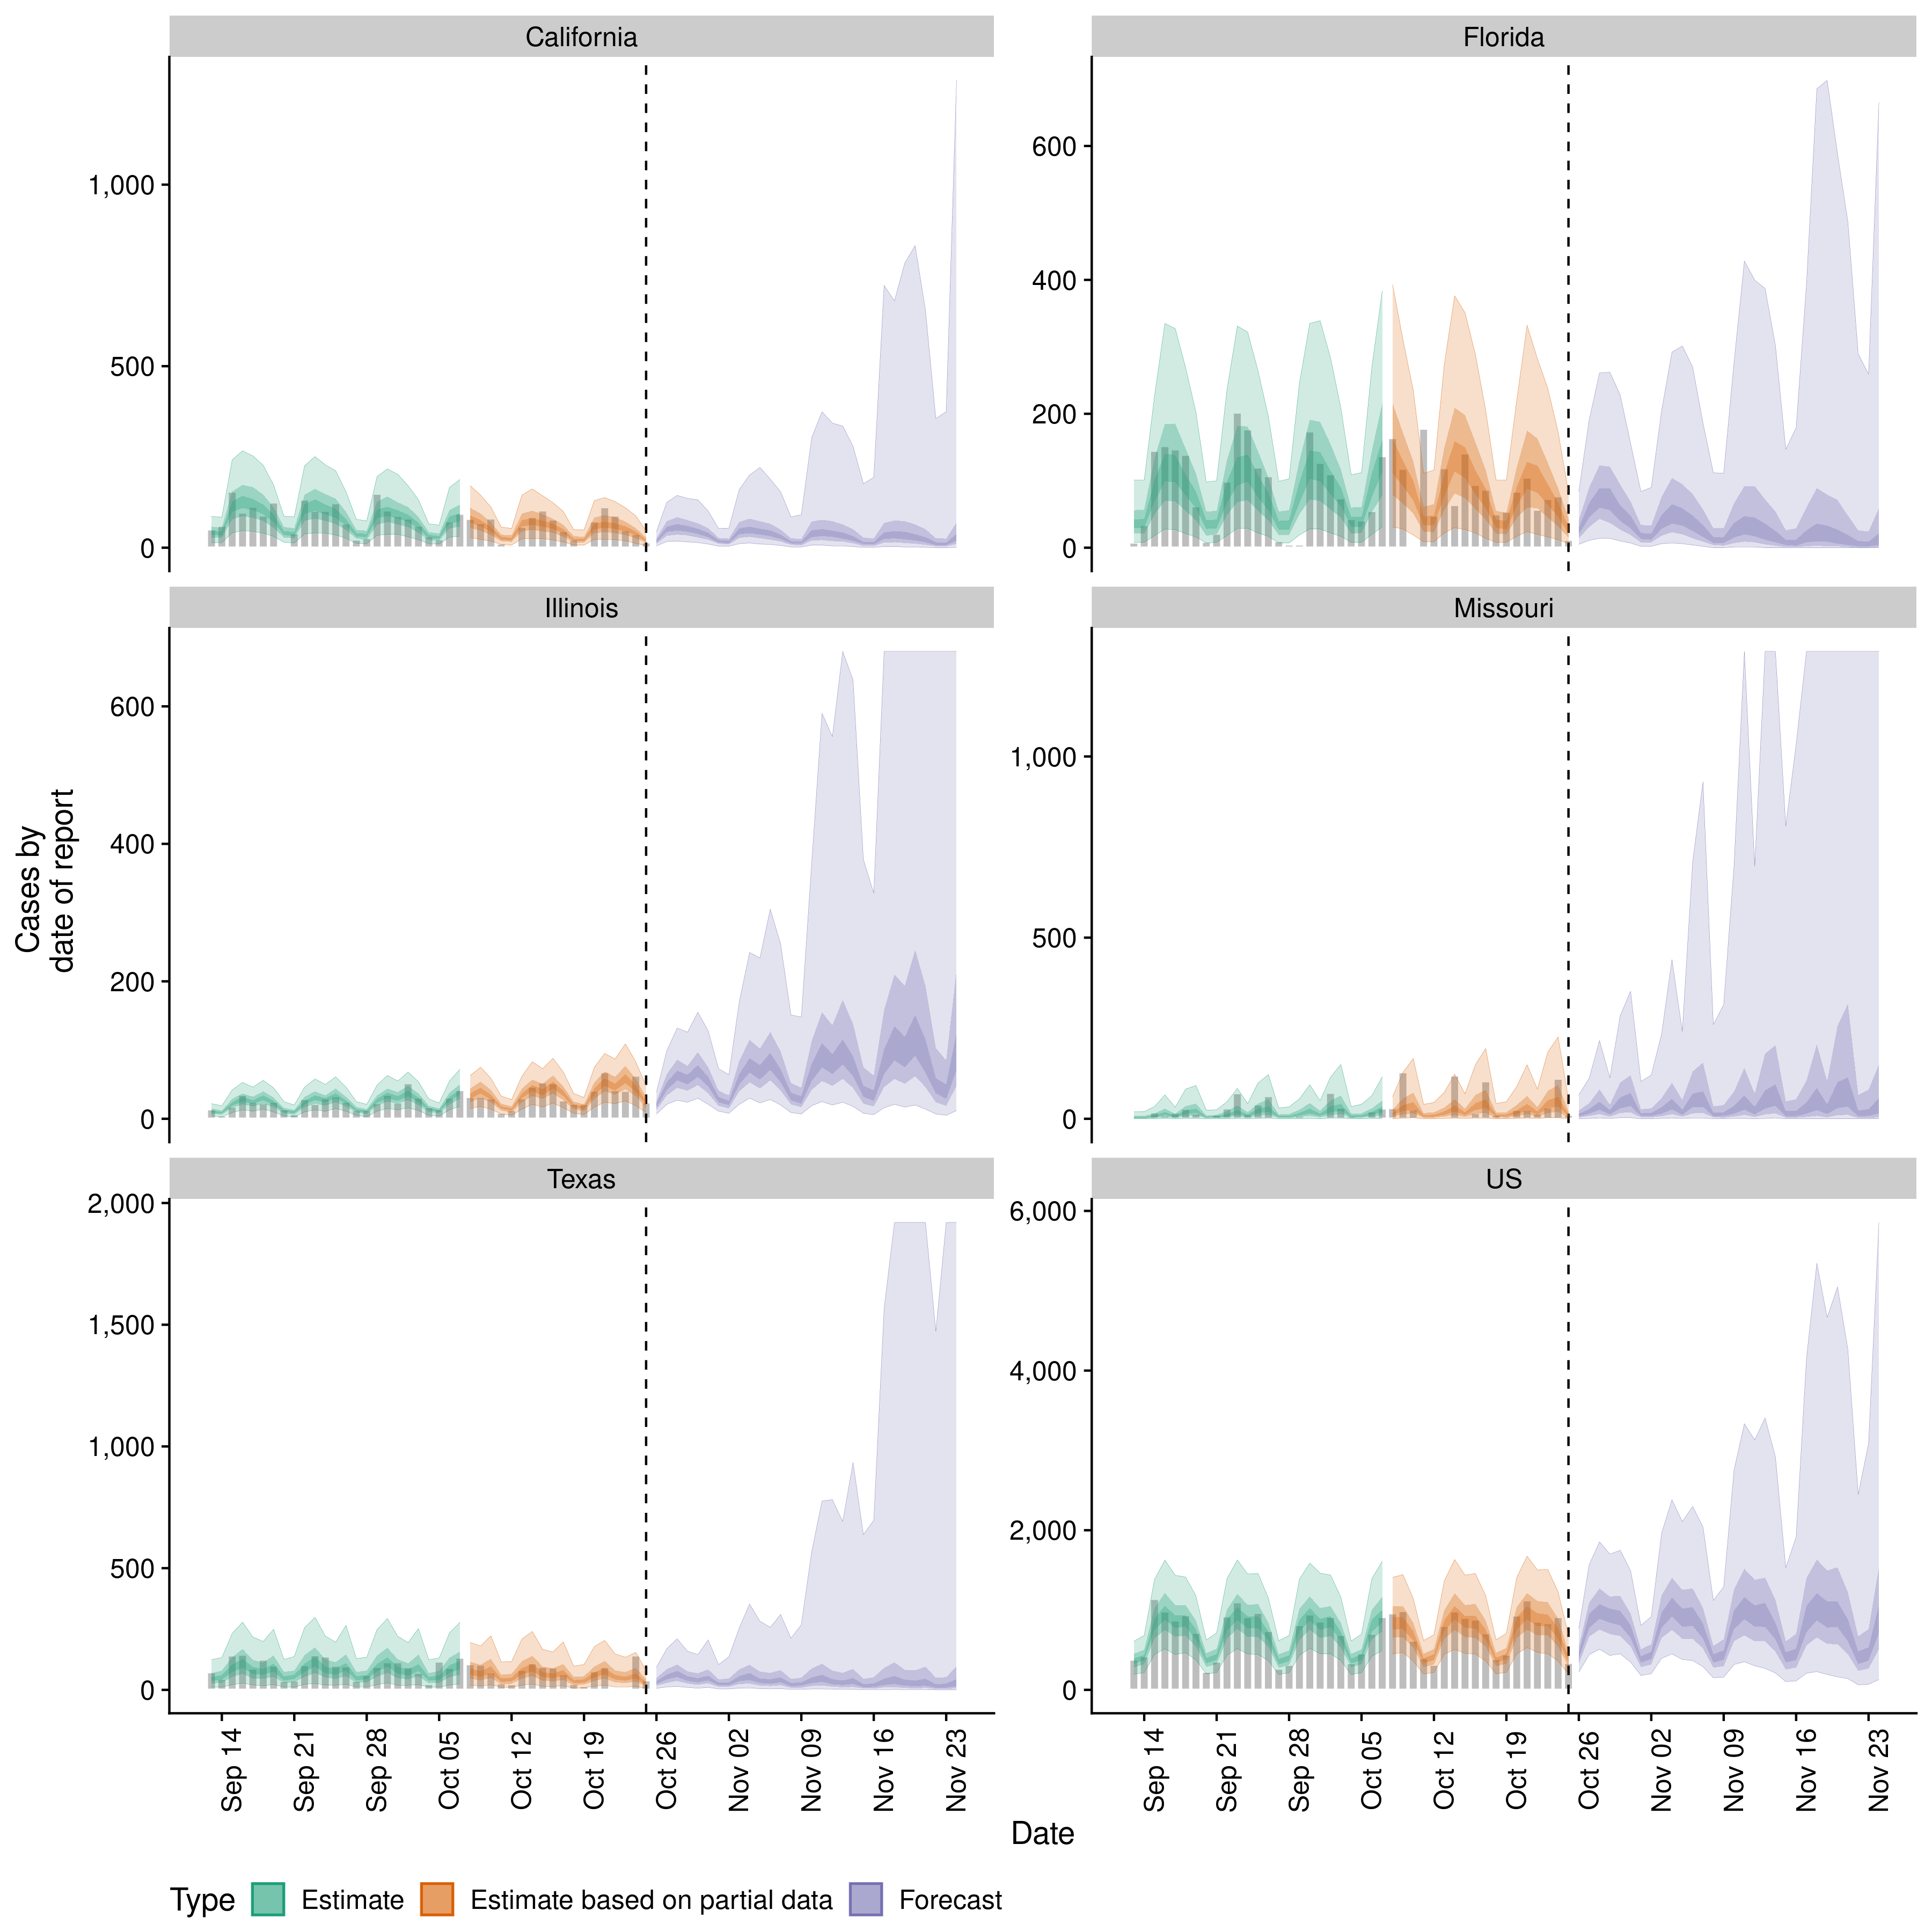 California
Florida
1,000
500
0
600
400
200
0
Illinois
Missouri
600
400
200
0
1,000
500
0
Texas
US
2,000
1,500
1,000
500
0
6,000
4,000
2,000
0
Cases by
date of report
Sep 14
Sep 21
Sep 28
Oct 05
Oct 12
Oct 19
Oct 26
Nov 02
Nov 09
Nov 16
Nov 23
Sep 14
Sep 21
Sep 28
Oct 05
Oct 12
Oct 19
Oct 26
Nov 02
Nov 09
Nov 16
Nov 23
Date
Type Estimate Estimate based on partial data Forecast